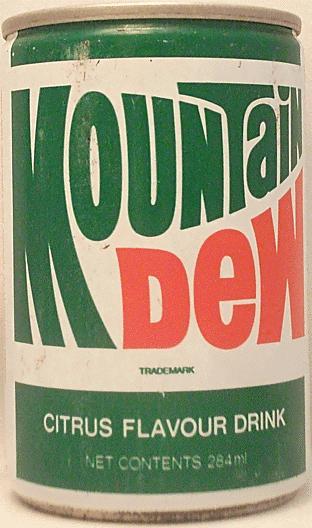 MOUNTaiN
DeW
TRADEMARK
CITRUS FLAVOUR DRINK
NET CONTENTS 284ml